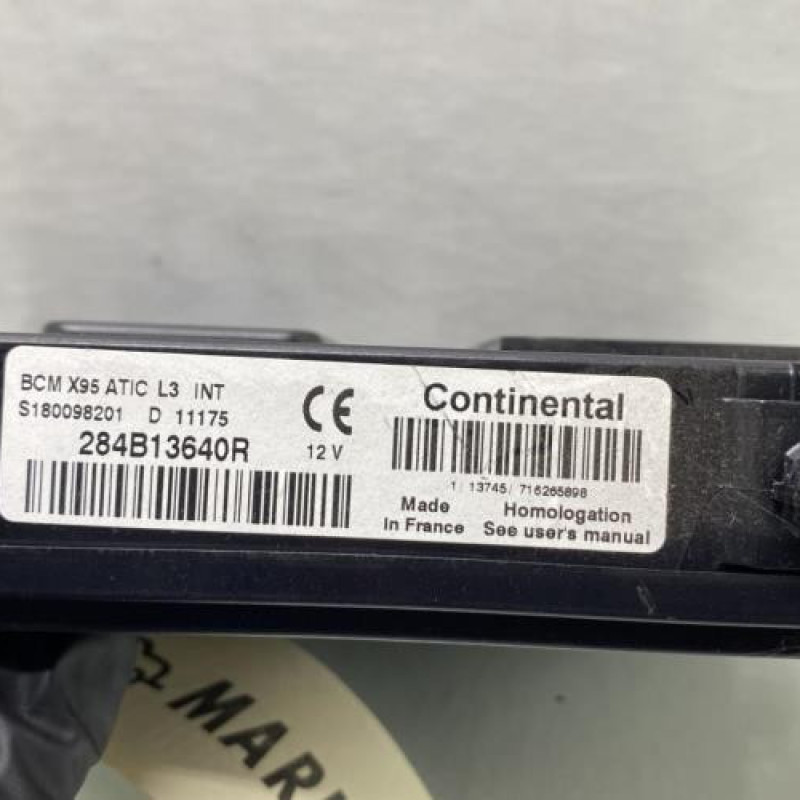 BCM X95 ATIC L3 INT
S180098201 D 11175
284B13640R
CE
12 V
Continental
1 13745 716265898
Made
in France
Homologation
See user's manual